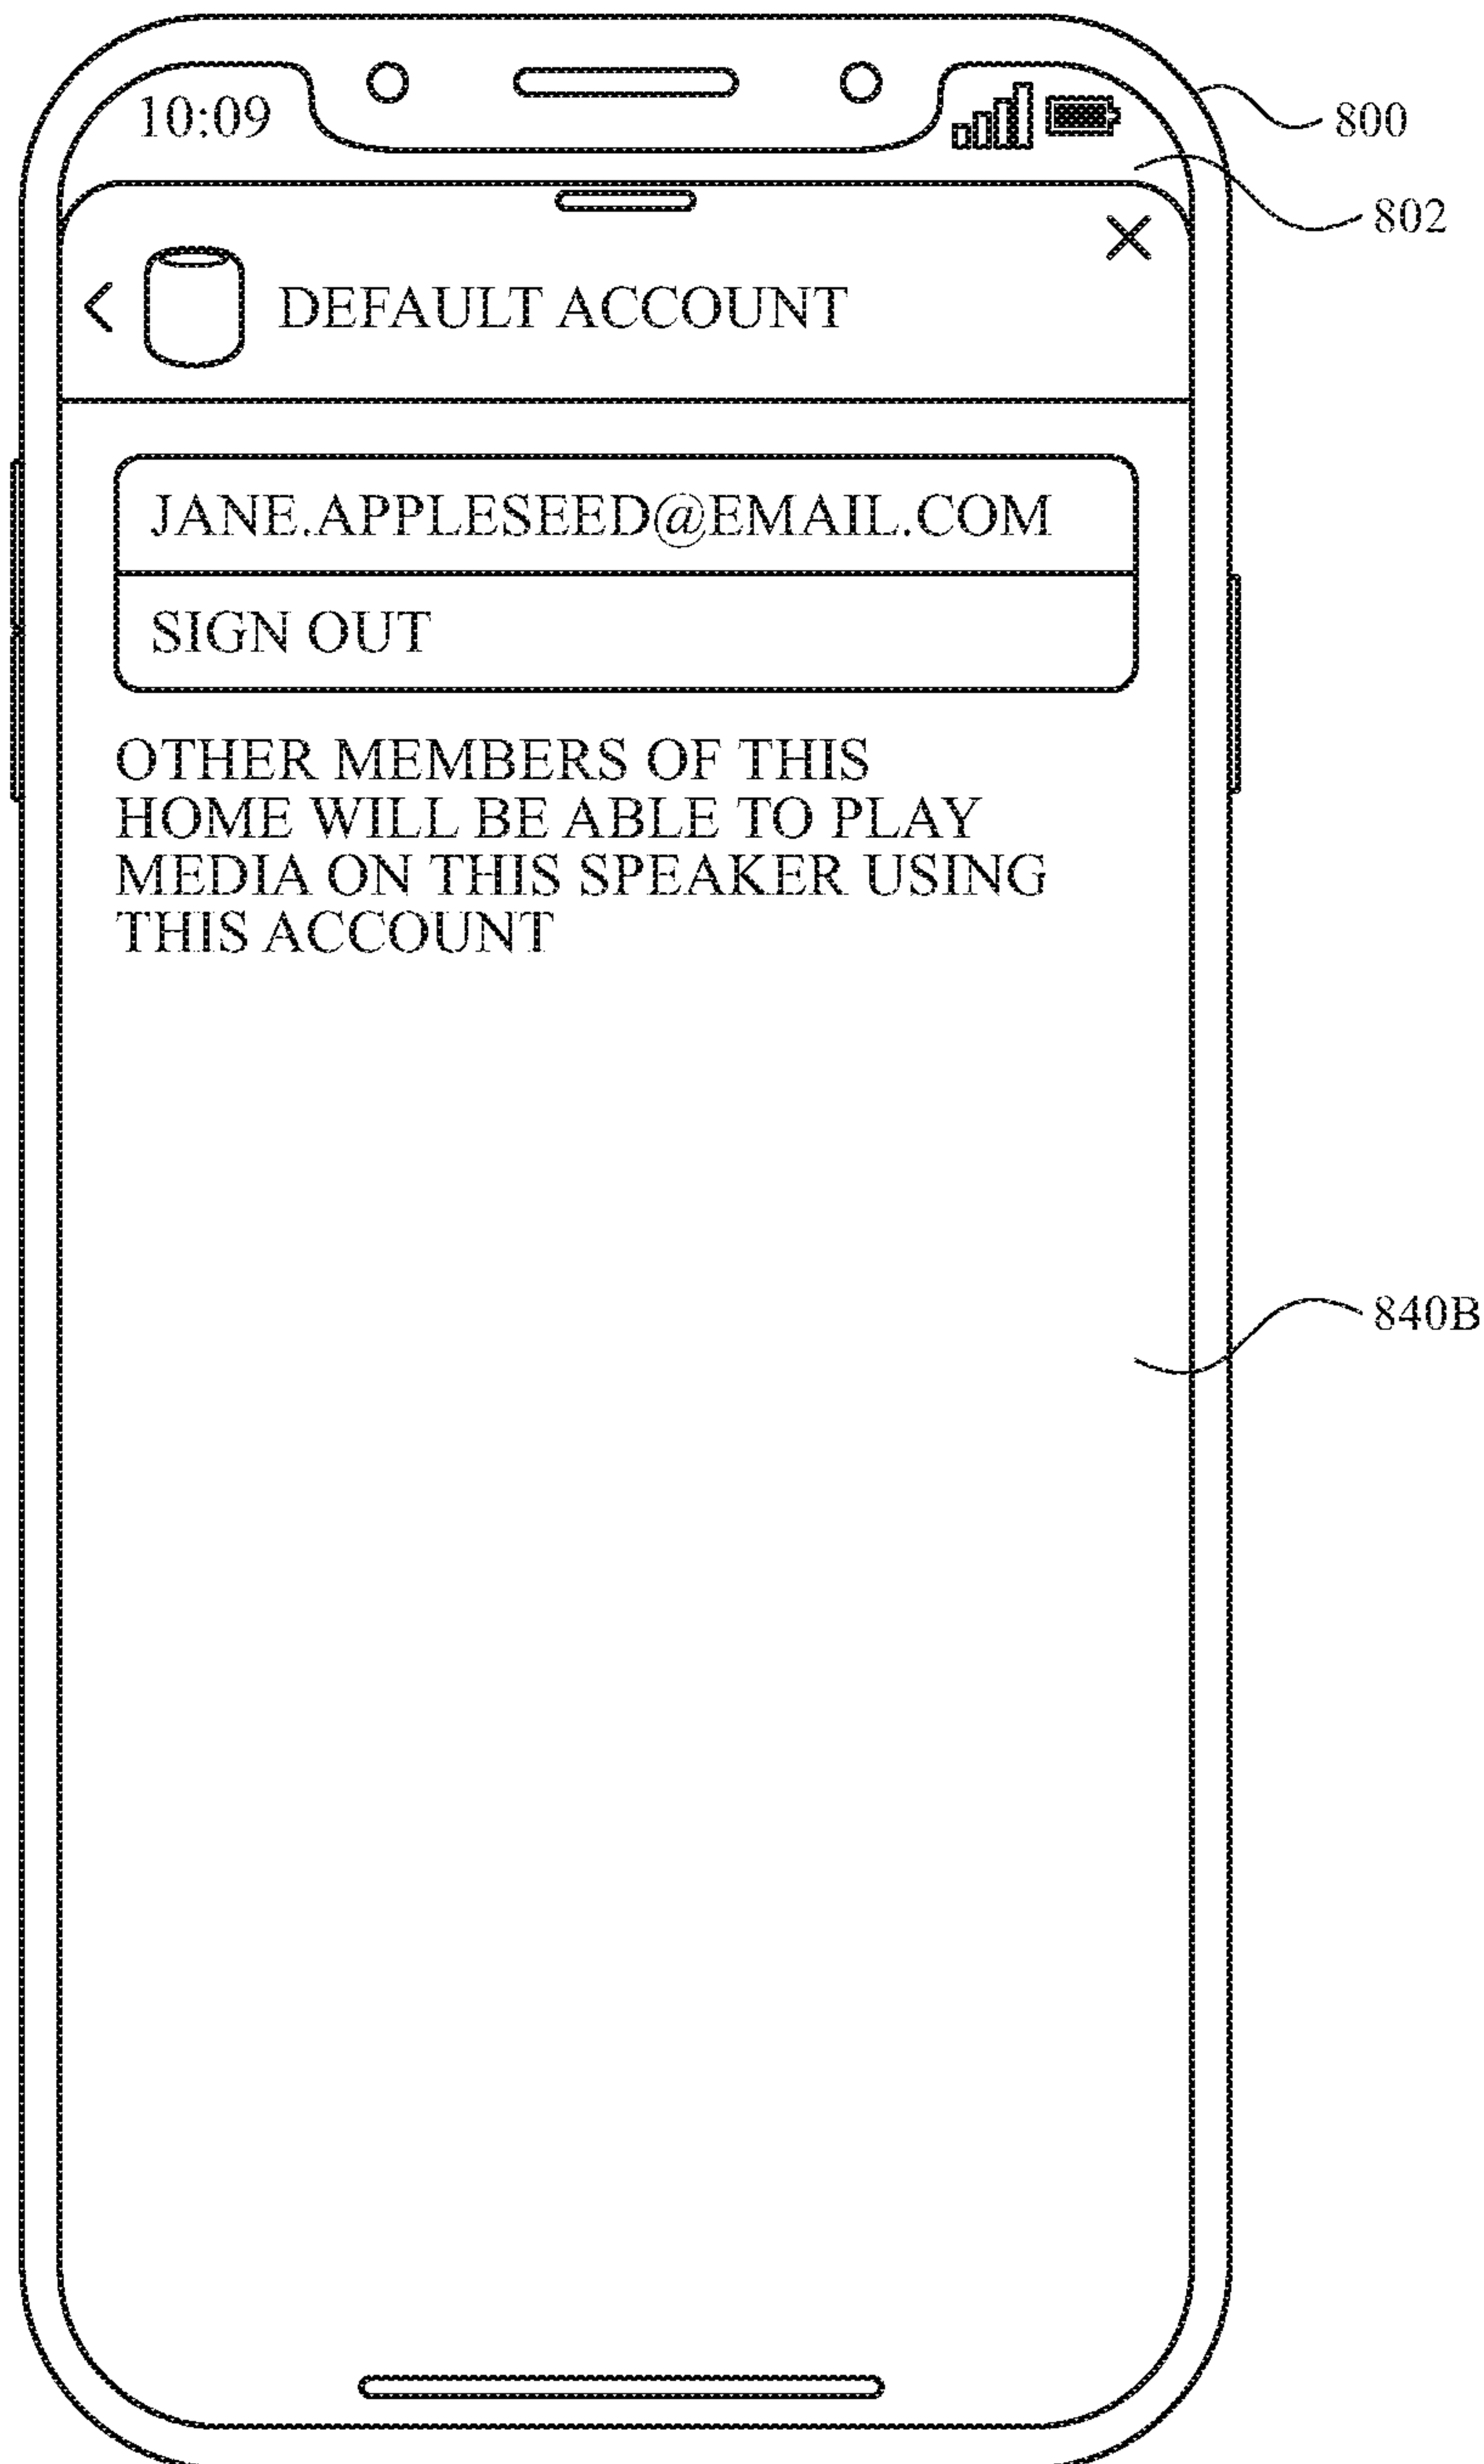 10:09
800
802
DEFAULT ACCOUNT
JANE.APPLESEED@EMAIL.COM
SIGN OUT
OTHER MEMBERS OF THIS
HOME WILL BE ABLE TO PLAY
MEDIA ON THIS SPEAKER USING
THIS ACCOUNT
840B